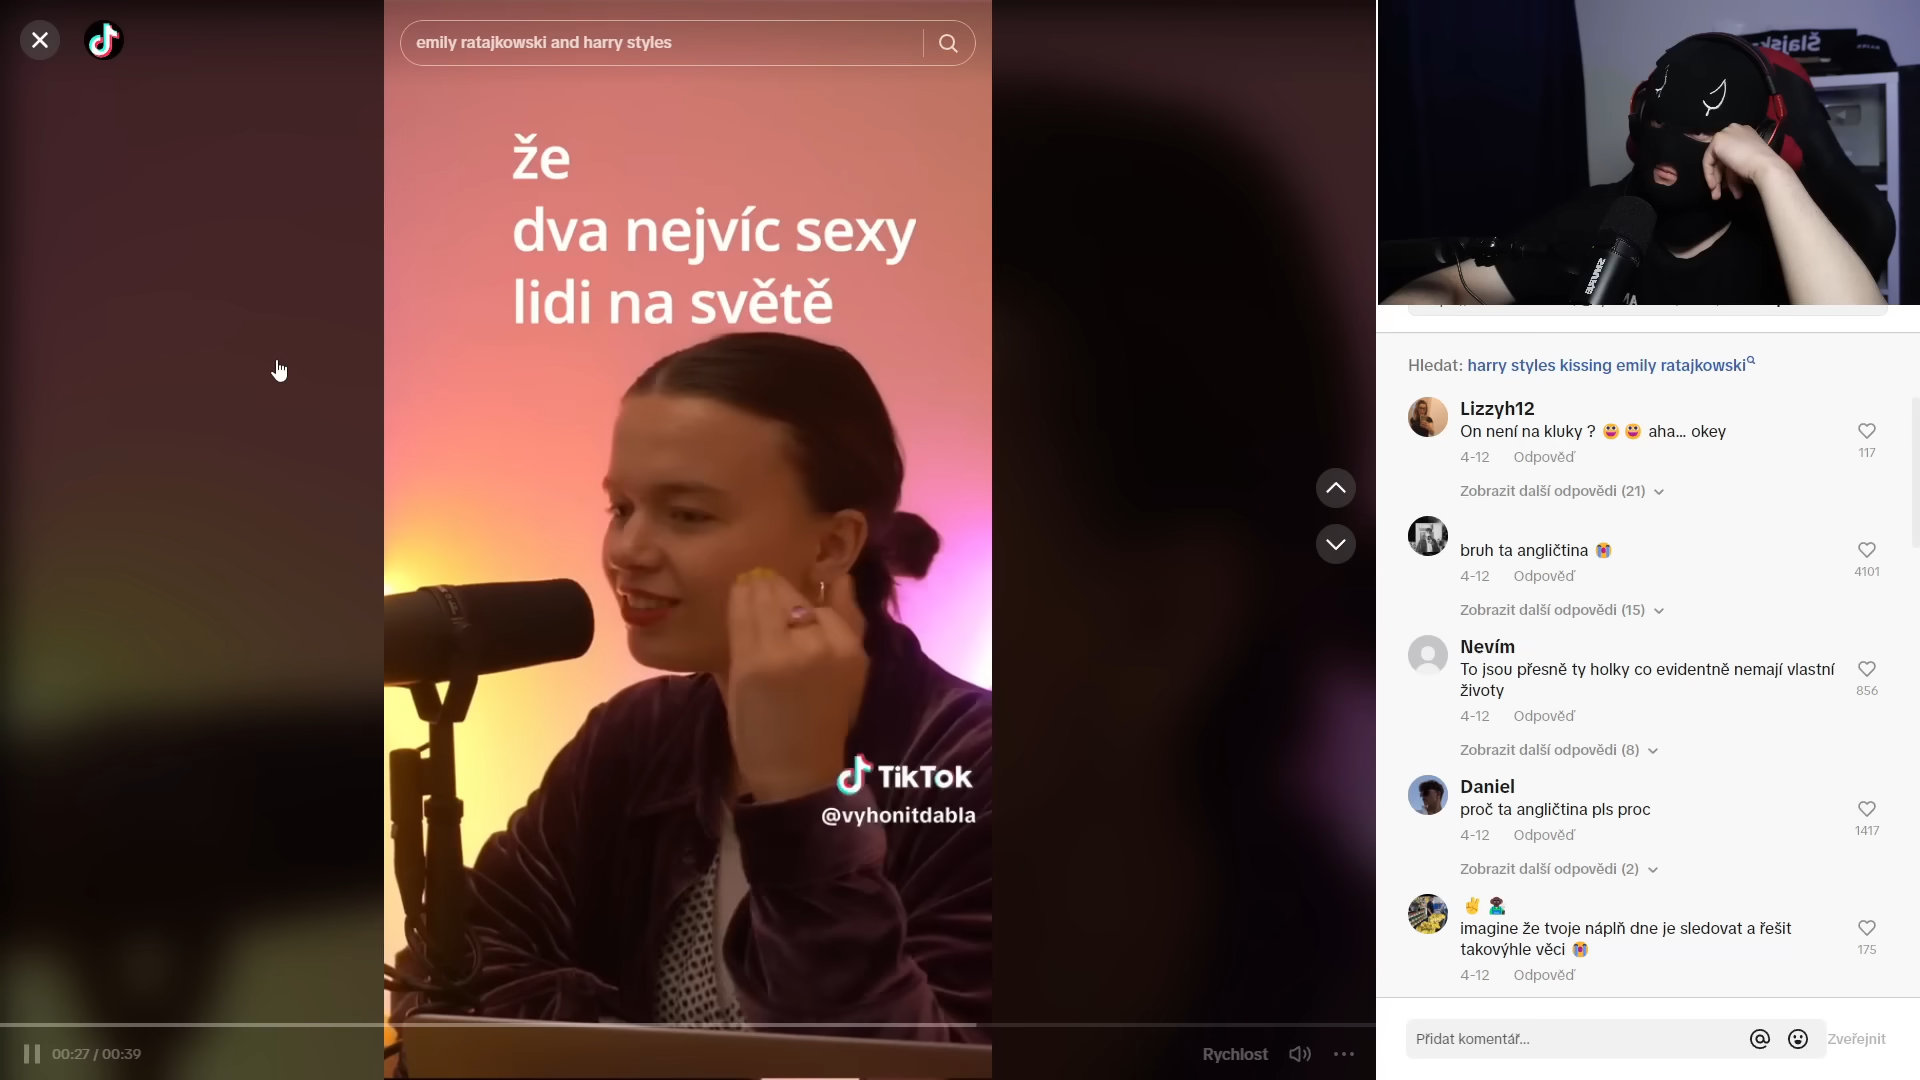 emily ratajkowski and harry styles
že
dva nejvíc sexy
lidi na světě
TikTok
@vyhonitdabla
00:27 / 00:39
Rychlost
Hledat: harry styles kissing emily ratajkowski
Lizzyh12
On není na kluky ? 😀 😀 aha... okey
4-12 Odpověď
117
Zobrazit další odpovědi (21)
bruh ta angličtina 😭
4-12 Odpověď
4101
Zobrazit další odpovědi (15)
Nevím
To jsou přesně ty holky co evidentně nemají vlastní
životy
4-12 Odpověď
856
Zobrazit další odpovědi (8)
Daniel
proč ta angličtina pls proc
4-12 Odpověď
1417
Zobrazit další odpovědi (2)
imagine že tvoje náplň dne je sledovat a řešit
takovýhle věci 😭
4-12 Odpověď
175
Přidat komentář...
Zveřejnit